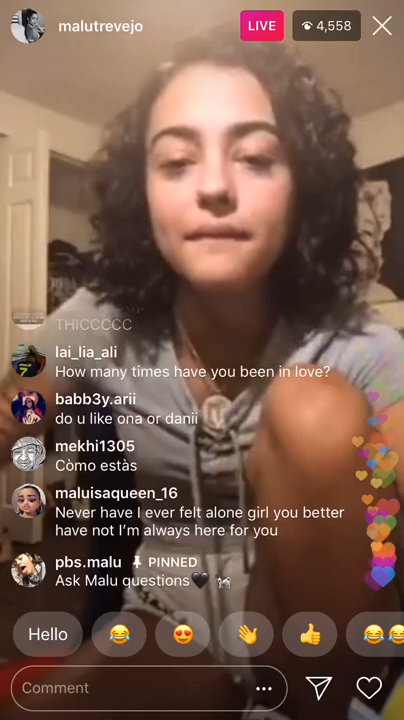 malutrevejo
LIVE
4,558
THICCCCC
lai_lia_ali
How many times have you been in love?
babb3y.arii
do u like ona or danii
mekhi1305
Còmo estàs
maluisaqueen_16
Never have I ever felt alone girl you better
have not I'm always here for you
pbs.malu PINNED
Ask Malu questions🖤 🐩
Hello 😂 😍 👋 👍 😂😂
Comment